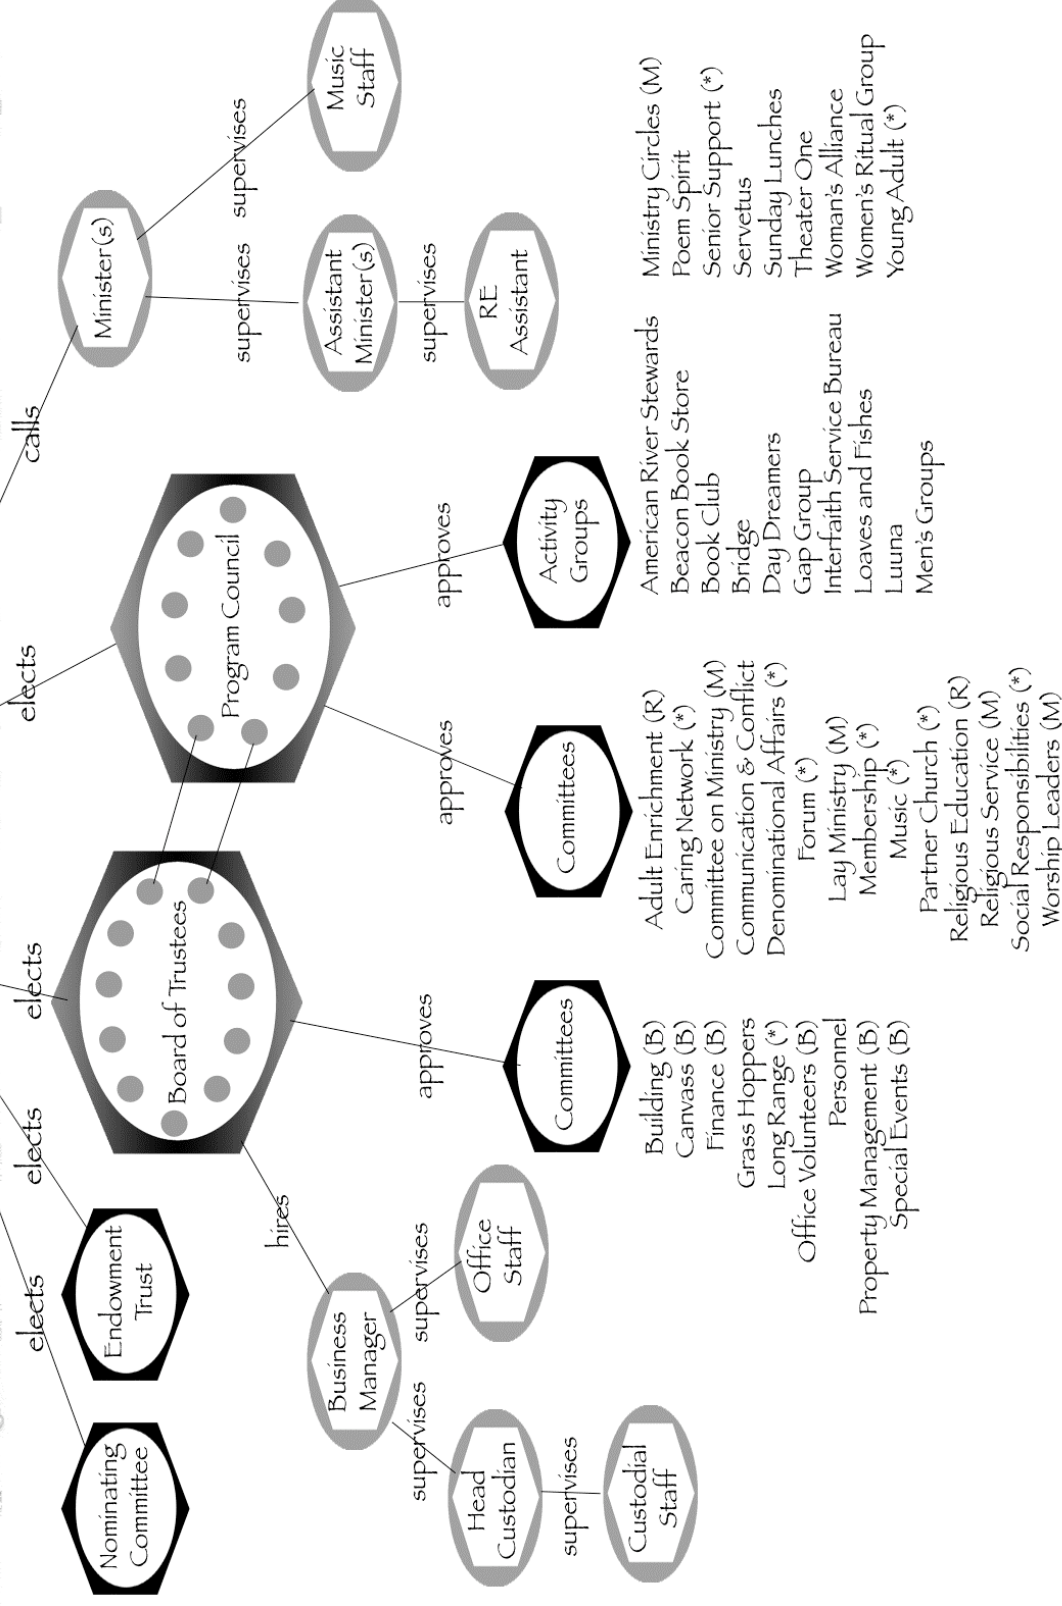 elects
elects
elects
elects
calls
Nominating
Committee
Endowment
Trust
Board of Trustees
Program Council
Minister(s)
hires
supervises
supervises
Business
Manager
Assistant
Minister(s)
Music
Staff
supervises
supervises
approves
approves
approves
supervises
Head
Custodian
Office
Staff
RE
Assistant
supervises
Custodial
Staff
Committees
Committees
Activity
Groups
Building (B)
Canvass (B)
Finance (B)
Grass Hoppers
Long Range (*)
Office Volunteers (B)
Personnel
Property Management (B)
Special Events (B)
Adult Enrichment (R)
Caring Network (*)
Committee on Ministry (M)
Communication & Conflict
Denominational Affairs (*)
Forum (*)
Lay Ministry (M)
Membership (*)
Music (*)
Partner Church (*)
Religious Education (R)
Religious Service (M)
Social Responsibilities (*)
Worship Leaders (M)
American River Stewards
Beacon Book Store
Book Club
Bridge
Day Dreamers
Gap Group
Interfaith Service Bureau
Loaves and Fishes
Luuna
Men's Groups
Ministry Circles (M)
Poem Spirit
Senior Support (*)
Servetus
Sunday Lunches
Theater One
Woman's Alliance
Women's Ritual Group
Young Adult (*)